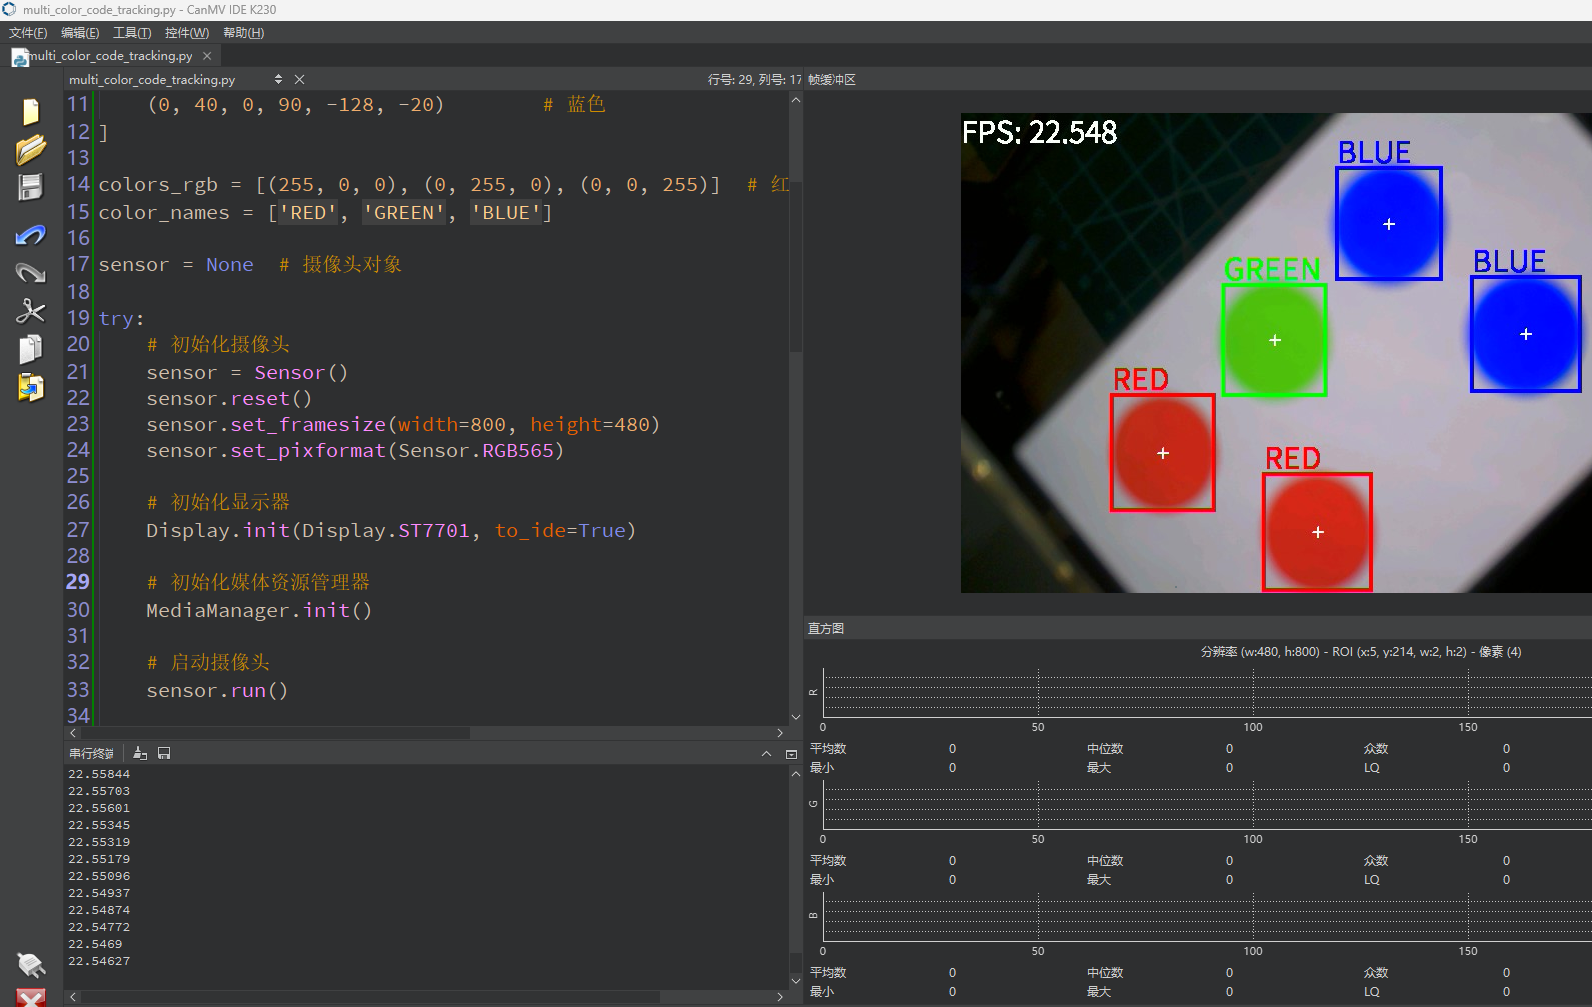 multi_color_code_tracking.py - CanMV IDE K230
文件(F) 编辑(E) 工具(T) 控件(W) 帮助(H)
multi_color_code_tracking.py
multi_color_code_tracking.py
行号: 29, 列号: 17
11 (0, 40, 0, 90, -128, -20) # 蓝色
12 ]
13
14 colors_rgb = [(255, 0, 0), (0, 255, 0), (0, 0, 255)] # 红
15 color_names = ['RED', 'GREEN', 'BLUE']
16
17 sensor = None # 摄像头对象
18
19 try:
20 # 初始化摄像头
21 sensor = Sensor()
22 sensor.reset()
23 sensor.set_framesize(width=800, height=480)
24 sensor.set_pixformat(Sensor.RGB565)
25
26 # 初始化显示器
27 Display.init(Display.ST7701, to_ide=True)
28
29 # 初始化媒体资源管理器
30 MediaManager.init()
31
32 # 启动摄像头
33 sensor.run()
34
串行终端
22.55844
22.55703
22.55601
22.55345
22.55319
22.55179
22.55096
22.54937
22.54874
22.54772
22.5469
22.54627
帧缓冲区
FPS: 22.548
BLUE
BLUE
GREEN
RED
RED
直方图
分辨率 (w:480, h:800) - ROI (x:5, y:214, w:2, h:2) - 像素 (4)
R
0 50 100 150
平均数 0 中位数 0 众数 0
最小 0 最大 0 LQ 0
G
0 50 100 150
平均数 0 中位数 0 众数 0
最小 0 最大 0 LQ 0
B
0 50 100 150
平均数 0 中位数 0 众数 0
最小 0 最大 0 LQ 0